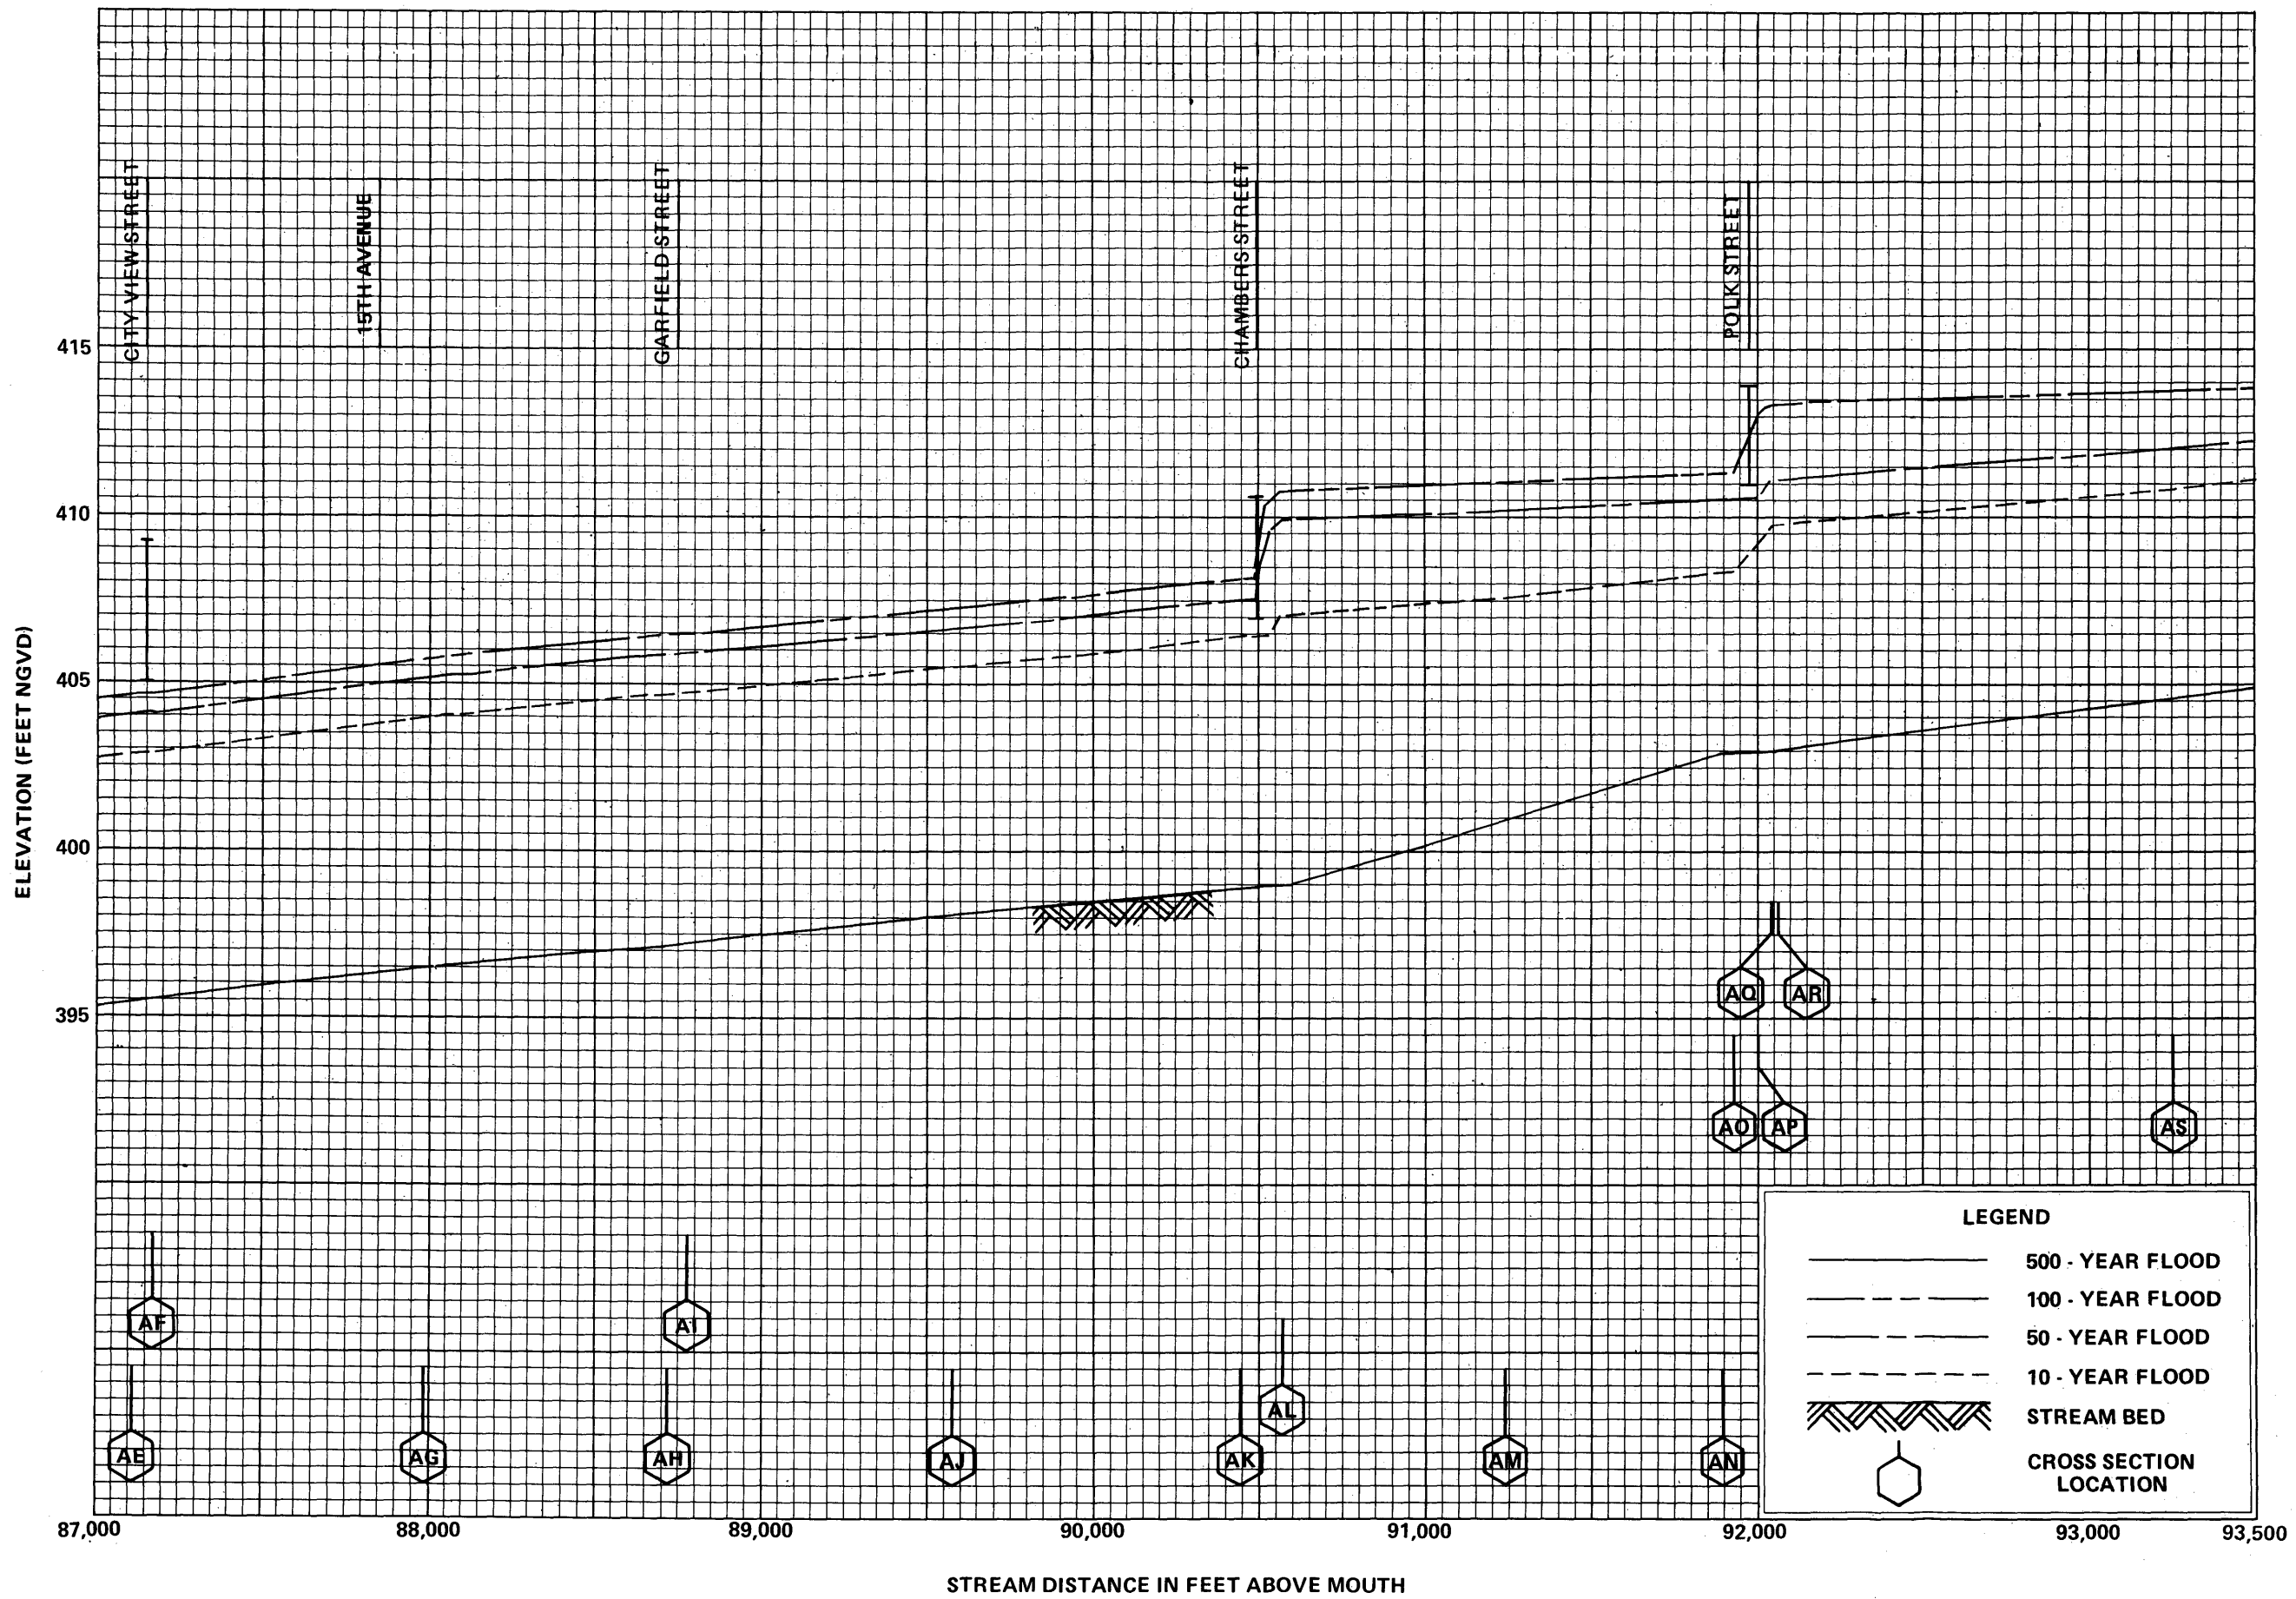 CITY VIEW STREET
15TH AVENUE
GARFIELD STREET
CHAMBERS STREET
POLK STREET
415
410
405
400
395
ELEVATION (FEET NGVD)
AQ
AR
AO
AP
AS
AF
AI
AL
AE
AG
AH
AJ
AK
AM
AN
LEGEND
500 - YEAR FLOOD
100 - YEAR FLOOD
50 - YEAR FLOOD
10 - YEAR FLOOD
STREAM BED
CROSS SECTION
LOCATION
87,000
88,000
89,000
90,000
91,000
92,000
93,000
93,500
STREAM DISTANCE IN FEET ABOVE MOUTH